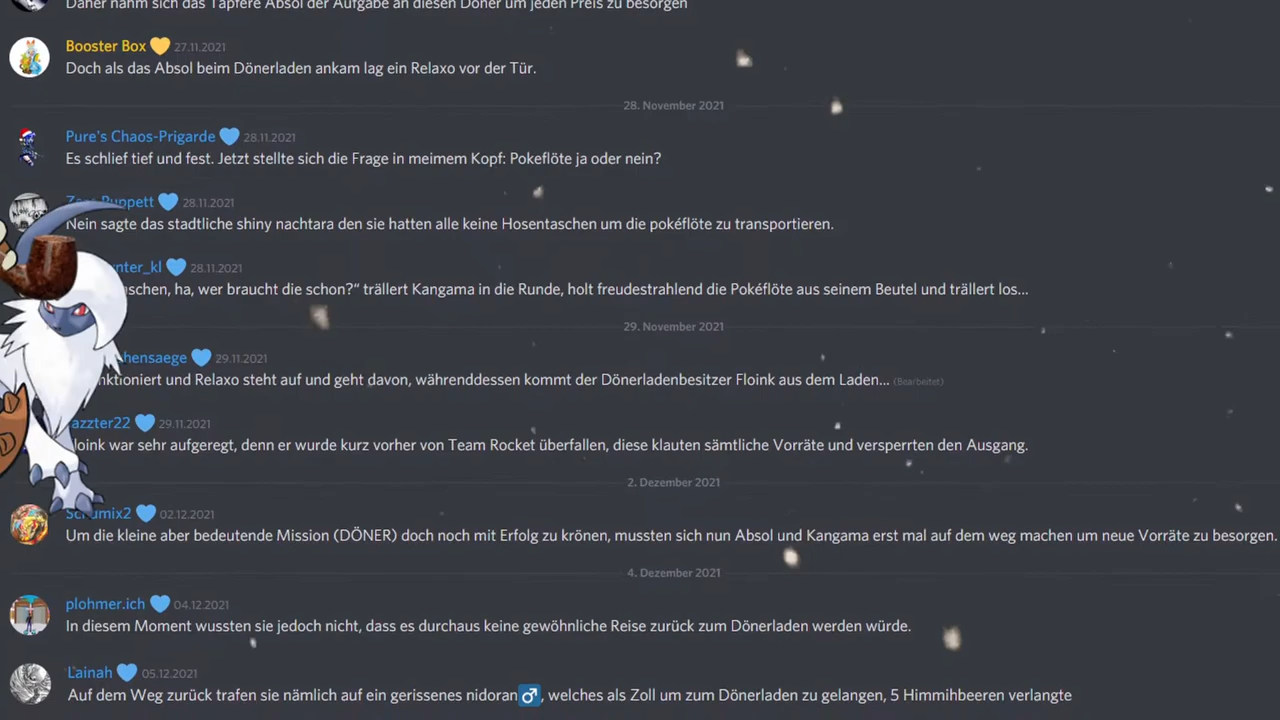 Daher nahm sich das Tapfere Absol der Aufgabe an diesen Döner um jeden Preis zu besorgen
Booster Box 27.11.2021
Doch als das Absol beim Dönerladen ankam lag ein Relaxo vor der Tür.
28. November 2021
Pure's Chaos-Prigarde 28.11.2021
Es schlief tief und fest. Jetzt stellte sich die Frage in meimem Kopf: Pokeflöte ja oder nein?
28.11.2021
Nein sagte das stadtliche shiny nachtara den sie hatten alle keine Hosentaschen um die pokéflöte zu transportieren.
nter_kl 28.11.2021
schen, ha, wer braucht die schon?“ trällert Kangama in die Runde, holt freudestrahlend die Pokéflöte aus seinem Beutel und trällert los...
29. November 2021
hensaege 29.11.2021
nktioniert und Relaxo steht auf und geht davon, währenddessen kommt der Dönerladenbesitzer Floink aus dem Laden... (Bearbeitet)
azzter22 29.11.2021
loink war sehr aufgeregt, denn er wurde kurz vorher von Team Rocket überfallen, diese klauten sämtliche Vorräte und versperrten den Ausgang.
2. Dezember 2021
02.12.2021
Um die kleine aber bedeutende Mission (DÖNER) doch noch mit Erfolg zu krönen, mussten sich nun Absol und Kangama erst mal auf dem weg machen um neue Vorräte zu besorgen.
4. Dezember 2021
plohmer.ich 04.12.2021
In diesem Moment wussten sie jedoch nicht, dass es durchaus keine gewöhnliche Reise zurück zum Dönerladen werden würde.
Lainah 05.12.2021
Auf dem Weg zurück trafen sie nämlich auf ein gerissenes nidoran♂, welches als Zoll um zum Dönerladen zu gelangen, 5 Himmihbeeren verlangte